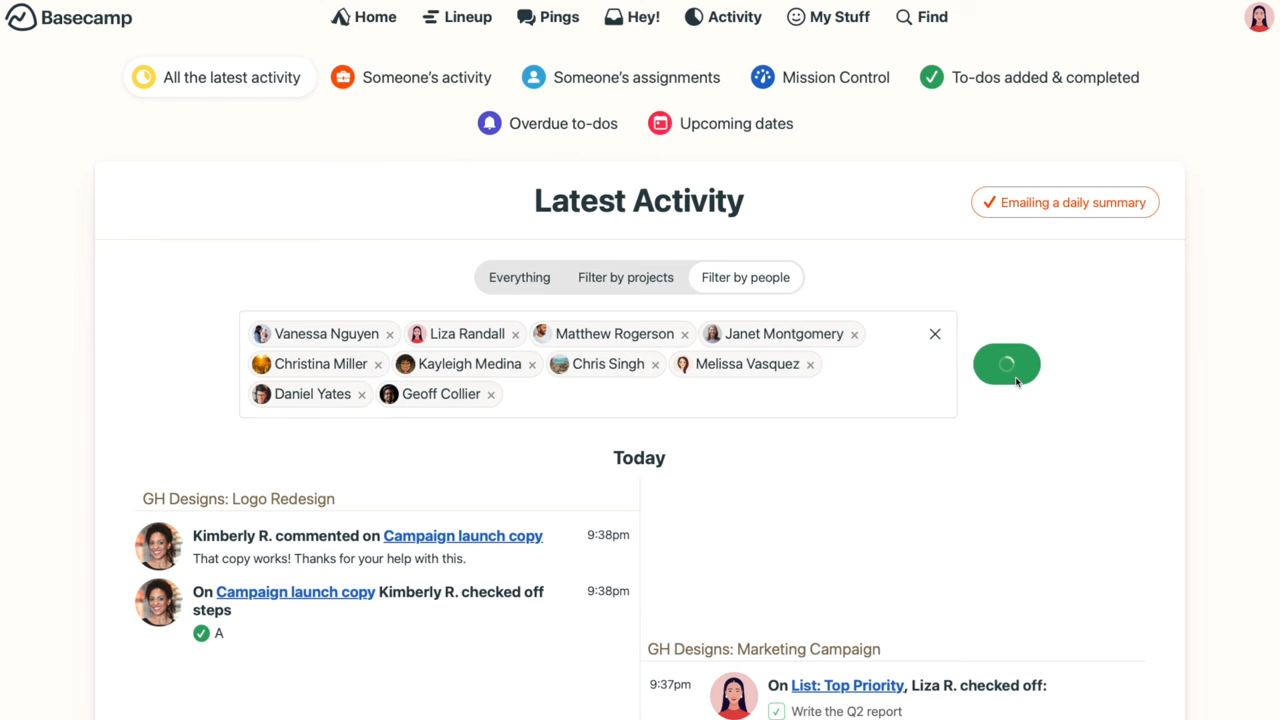 Basecamp Home Lineup Pings Hey! Activity My Stuff Find
All the latest activity Someone's activity Someone's assignments Mission Control To-dos added & completed
Overdue to-dos Upcoming dates
Latest Activity
Emailing a daily summary
Everything Filter by projects Filter by people
Vanessa Nguyen × Liza Randall × Matthew Rogerson × Janet Montgomery ×
Christina Miller × Kayleigh Medina × Chris Singh × Melissa Vasquez ×
Daniel Yates × Geoff Collier ×
Today
GH Designs: Logo Redesign
Kimberly R. commented on Campaign launch copy 9:38pm
That copy works! Thanks for your help with this.
On Campaign launch copy Kimberly R. checked off 9:38pm
steps
A
GH Designs: Marketing Campaign
9:37pm On List: Top Priority, Liza R. checked off:
Write the Q2 report